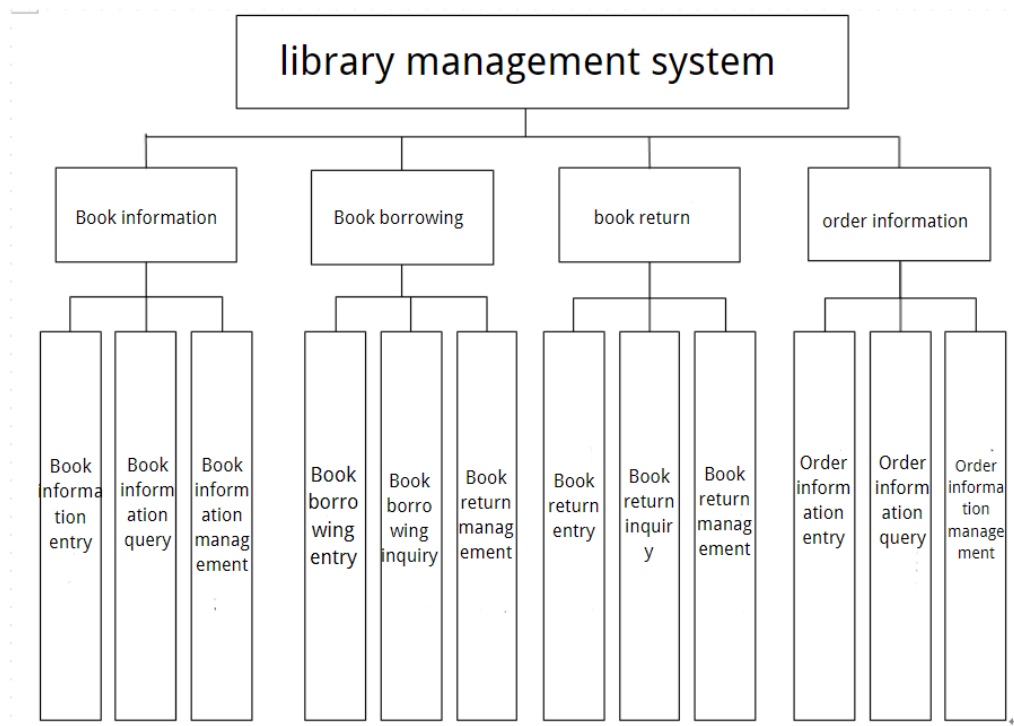 library management system
Book information
Book borrowing
book return
order information
Book
informa
tion
entry
Book
inform
ation
query
Book
inform
ation
manag
ement
Book
borro
wing
entry
Book
borro
wing
inquiry
Book
return
manag
ement
Book
return
entry
Book
return
inquir
y
Book
return
manag
ement
Order
inform
ation
entry
Order
inform
ation
query
Order
informa
tion
manage
ment